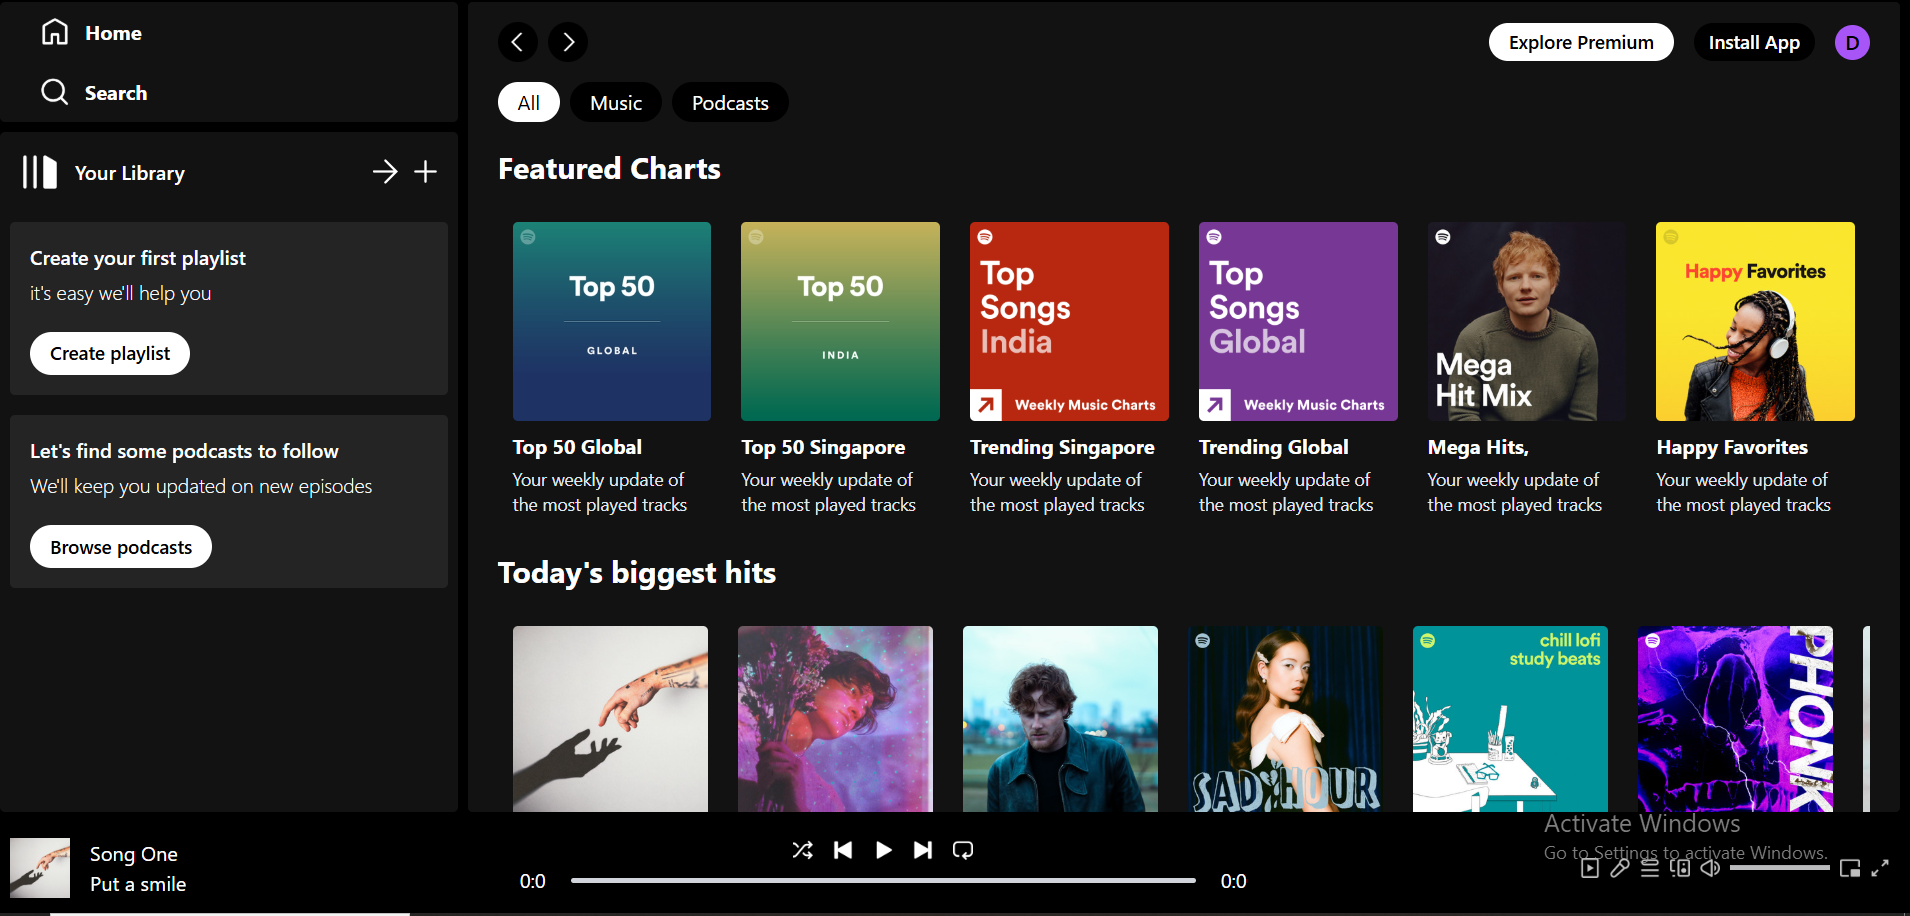 Home
Search
Your Library
Create your first playlist
it's easy we'll help you
Create playlist
Let's find some podcasts to follow
We'll keep you updated on new episodes
Browse podcasts
Explore Premium
Install App
D
All
Music
Podcasts
Featured Charts
Top 50
GLOBAL
Top 50
INDIA
Top
Songs
India
Weekly Music Charts
Top
Songs
Global
Weekly Music Charts
Mega
Hit Mix
Happy Favorites
Top 50 Global
Your weekly update of
the most played tracks
Top 50 Singapore
Your weekly update of
the most played tracks
Trending Singapore
Your weekly update of
the most played tracks
Trending Global
Your weekly update of
the most played tracks
Mega Hits,
Your weekly update of
the most played tracks
Happy Favorites
Your weekly update of
the most played tracks
Today's biggest hits
SAD HOUR
chill lofi
study beats
PHONK
Song One
Put a smile
0:0
0:0
Activate Windows
Go to Settings to activate Windows.